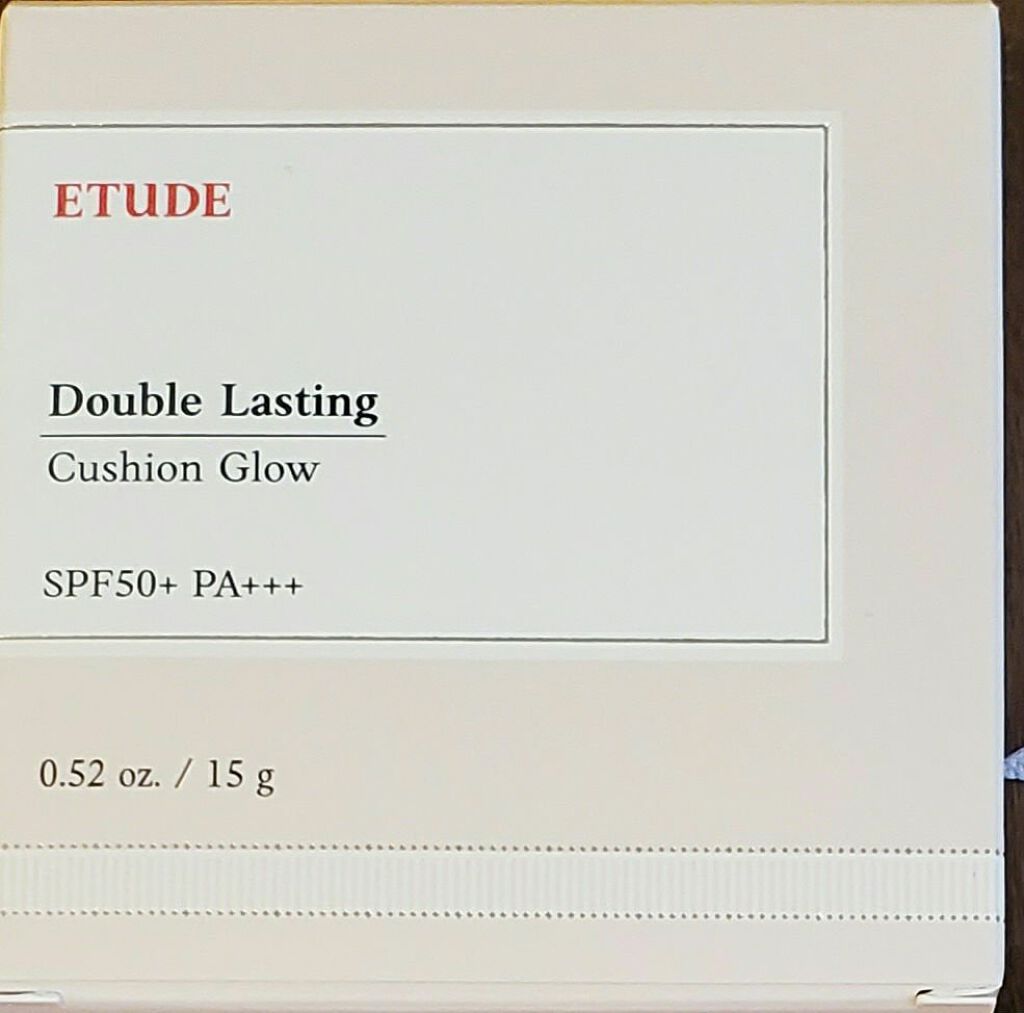 ETUDE
Double Lasting
Cushion Glow
SPF50+ PA+++
0.52 oz. / 15 g